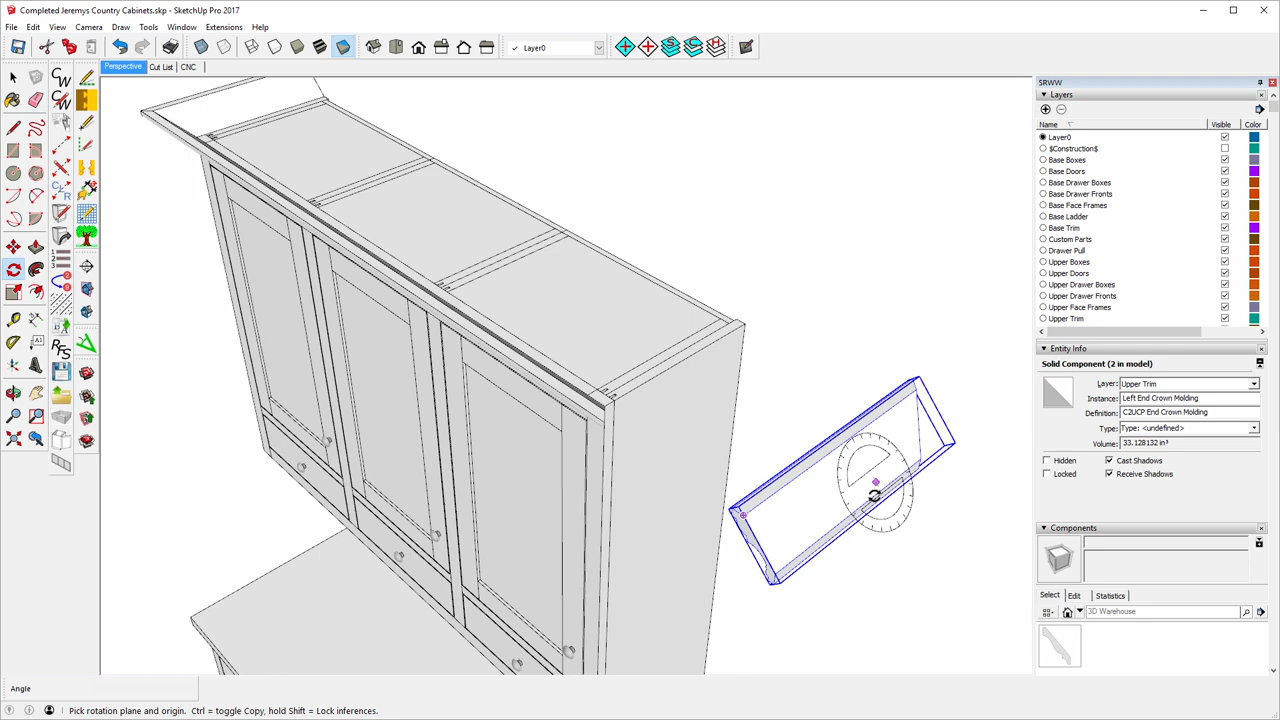 Completed Jeremys Country Cabinets.skp - SketchUp Pro 2017
File Edit View Camera Draw Tools Window Extensions Help
Layer0
Perspective Cut List CNC
SRWW
Layers
Name Visible Color
Layer0
$Construction$
Base Boxes
Base Doors
Base Drawer Boxes
Base Drawer Fronts
Base Face Frames
Base Ladder
Base Trim
Custom Parts
Drawer Pull
Upper Boxes
Upper Doors
Upper Drawer Boxes
Upper Drawer Fronts
Upper Face Frames
Upper Trim
Entity Info
Solid Component (2 in model)
Layer: Upper Trim
Instance: Left End Crown Molding
Definition: C2UCP End Crown Molding
Type: Type: <undefined>
Volume: 33.128132 in³
Hidden Cast Shadows
Locked Receive Shadows
Components
Select Edit Statistics
3D Warehouse
Angle
Pick rotation plane and origin. Ctrl = toggle Copy, hold Shift = Lock inferences.